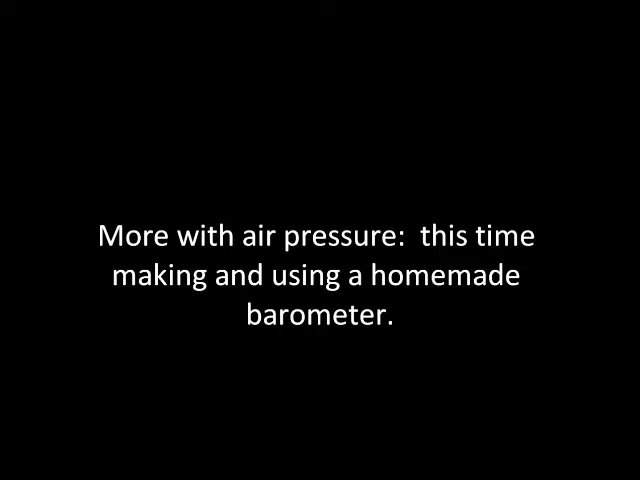 More with air pressure:  this time
making and using a homemade
barometer.